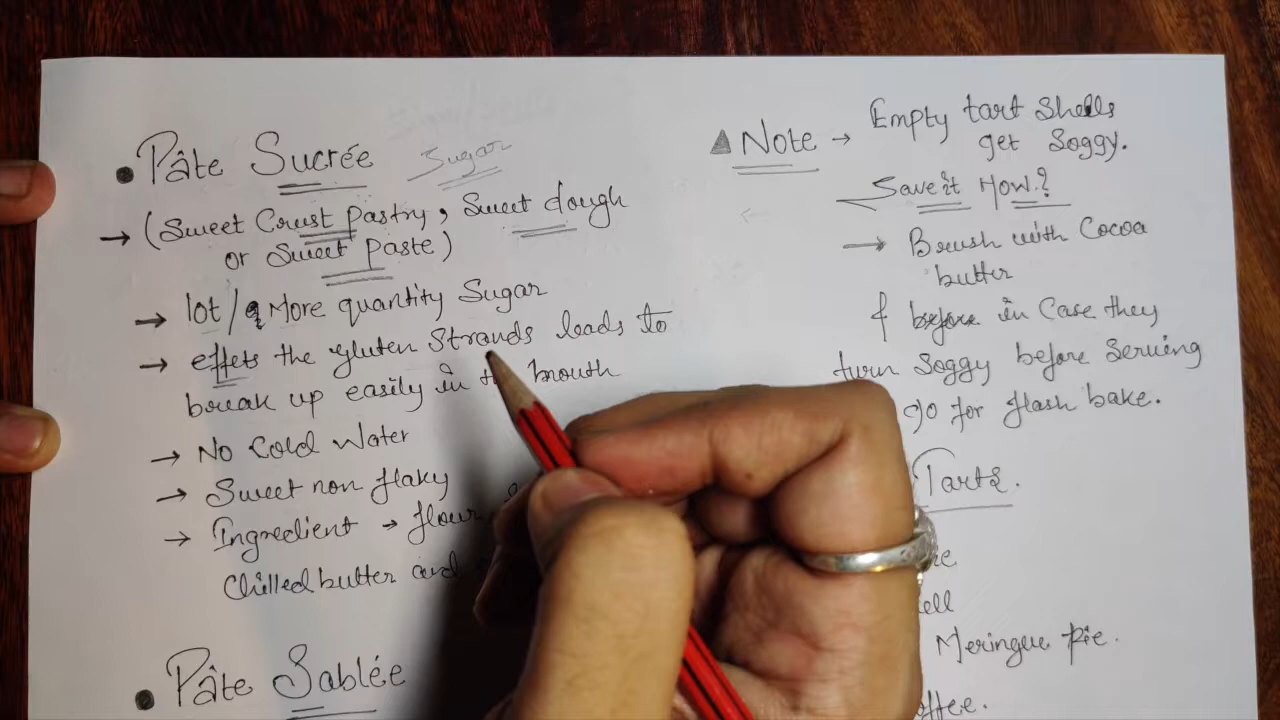 • Pâte Sucrée Sugar
→ (Sweet Crust pastry, Sweet dough
or Sweet paste)
→ lot / More quantity Sugar
→ effets the gluten Strands leads to
break up easily in mouth
→ No Cold Water
→ Sweet non flaky
→ Ingredient → flour
Chilled butter and
• Pâte Sablée
▲ Note → Empty tart Shells
get Soggy.
Save it How.?
→ Brush with Cocoa
butter
f before in Case they
turn Soggy before Serving
go for flash bake.
Tarts.
Meringue Pie.